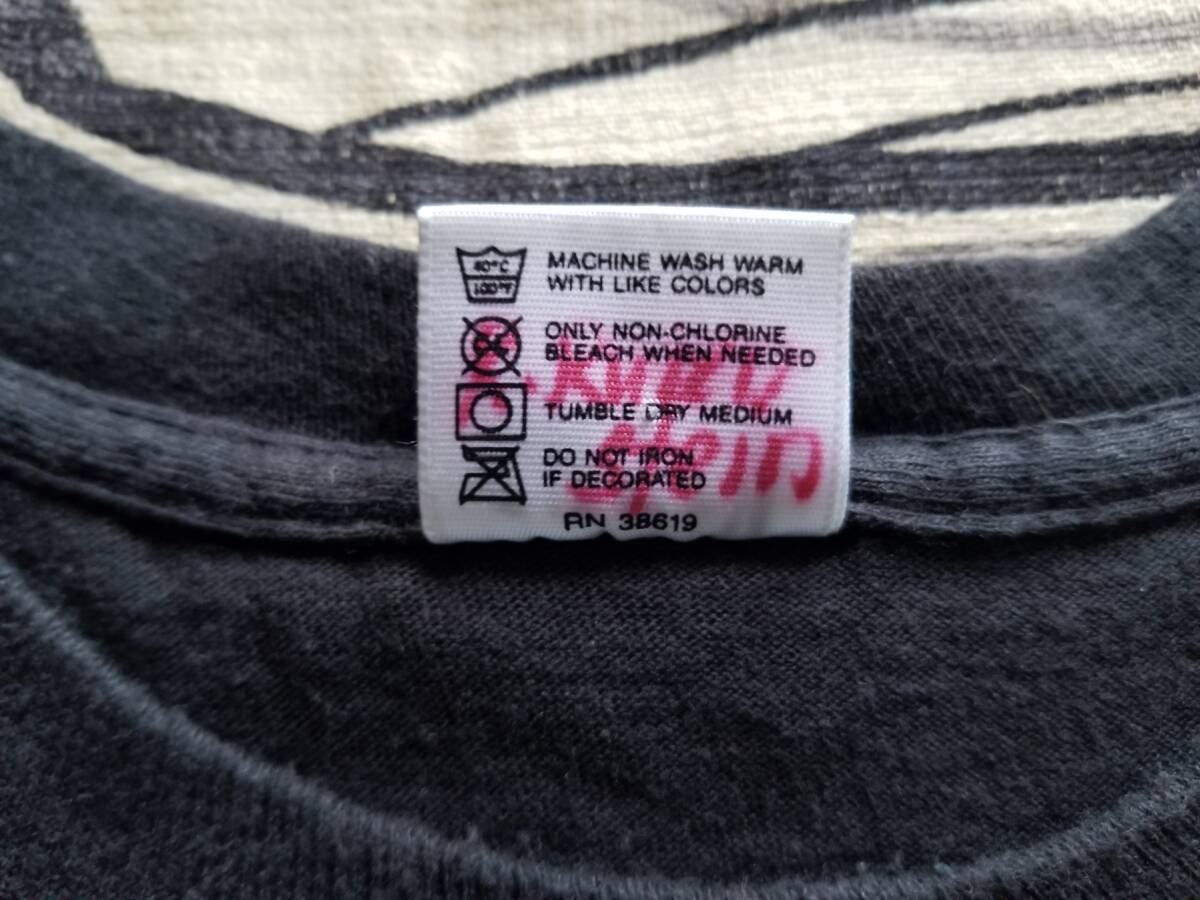 40°C
100°F
MACHINE WASH WARM
WITH LIKE COLORS
ONLY NON-CHLORINE
BLEACH WHEN NEEDED
TUMBLE DRY MEDIUM
DO NOT IRON
IF DECORATED
RN 38619